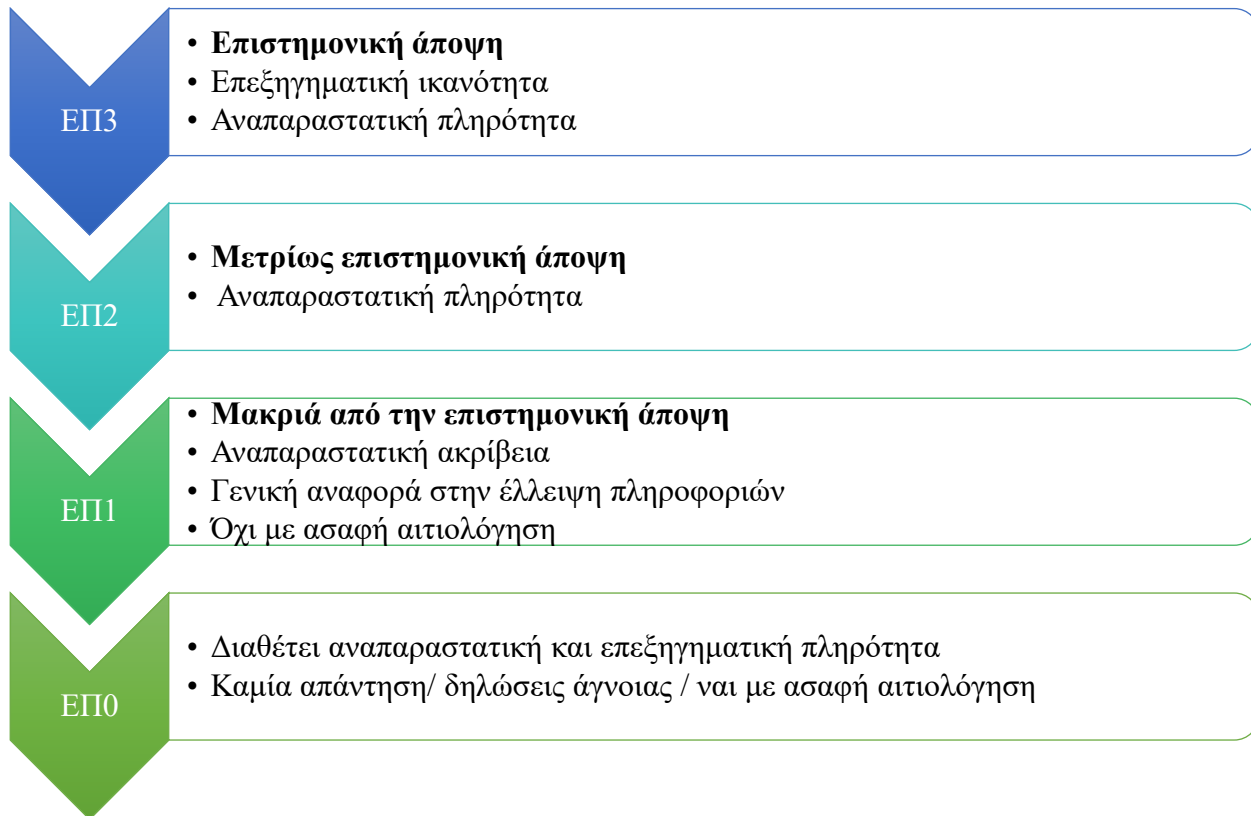 ΕΠ3
• Επιστημονική άποψη
• Επεξηγηματική ικανότητα
• Αναπαραστατική πληρότητα
ΕΠ2
• Μετρίως επιστημονική άποψη
• Αναπαραστατική πληρότητα
ΕΠ1
• Μακριά από την επιστημονική άποψη
• Αναπαραστατική ακρίβεια
• Γενική αναφορά στην έλλειψη πληροφοριών
• Όχι με ασαφή αιτιολόγηση
ΕΠ0
• Διαθέτει αναπαραστατική και επεξηγηματική πληρότητα
• Καμία απάντηση/ δηλώσεις άγνοιας / ναι με ασαφή αιτιολόγηση